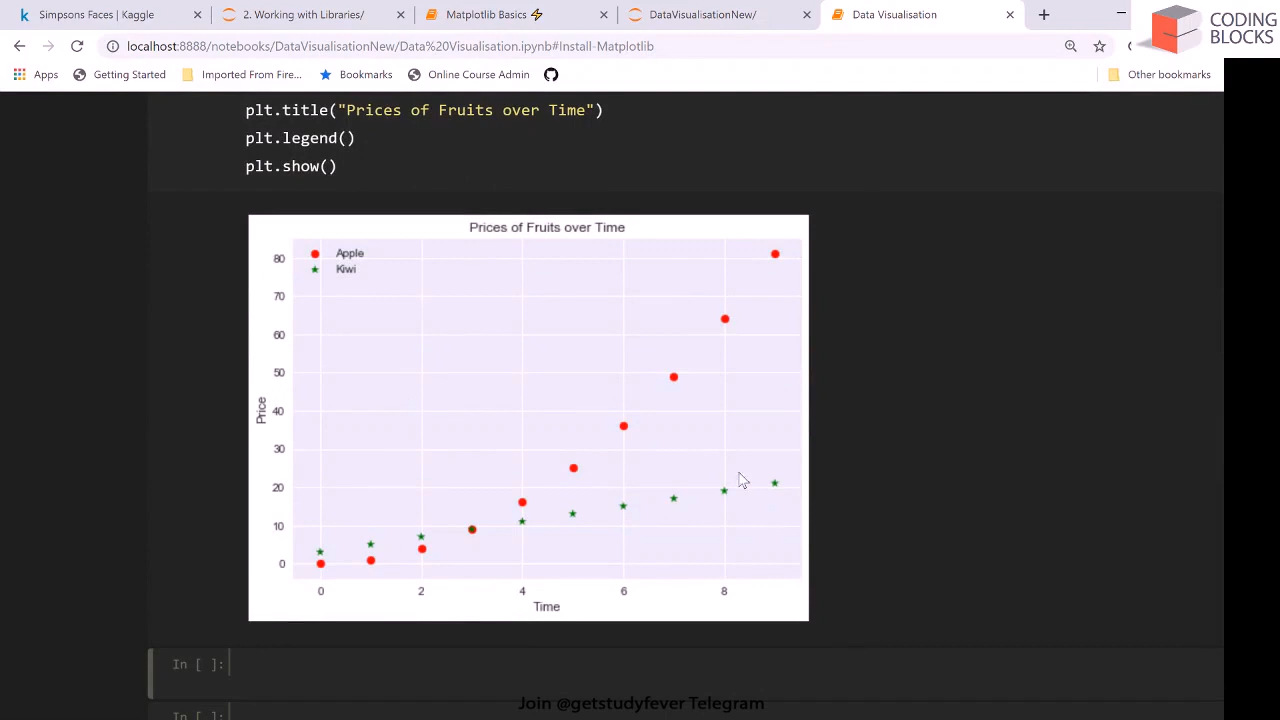 Simpsons Faces | Kaggle
2. Working with Libraries/
Matplotlib Basics ⚡
DataVisualisationNew/
Data Visualisation
CODING
BLOCKS
localhost:8888/notebooks/DataVisualisationNew/Data%20Visualisation.ipynb#Install-Matplotlib
Apps
Getting Started
Imported From Fire...
Bookmarks
Online Course Admin
Other bookmarks
plt.title("Prices of Fruits over Time")
plt.legend()
plt.show()
Prices of Fruits over Time
Apple
Kiwi
80
70
60
50
40
30
20
10
0
Price
0 2 4 6 8
Time
In [ ]:
Join @getstudyfever Telegram
In [ ]: